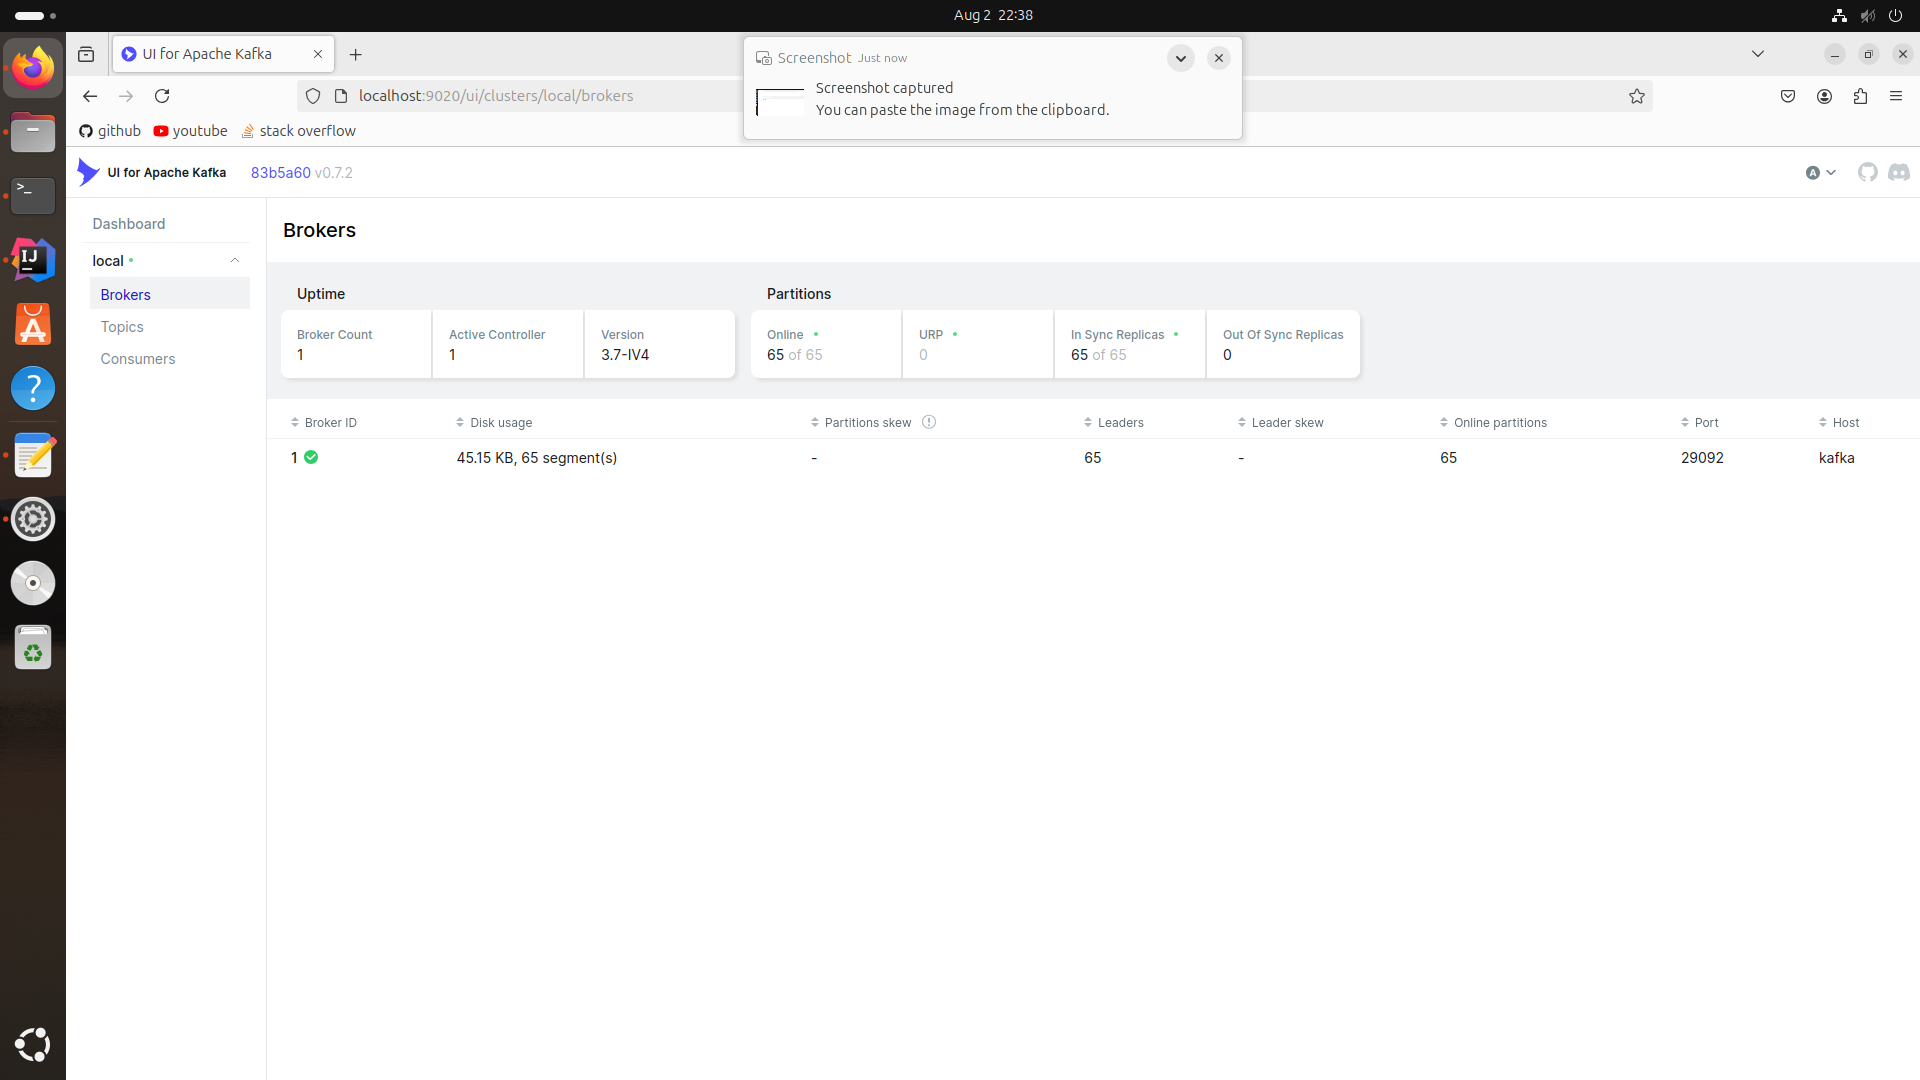 Aug 2 22:38
UI for Apache Kafka
Screenshot Just now
Screenshot captured
You can paste the image from the clipboard.
localhost:9020/ui/clusters/local/brokers
github youtube stack overflow
UI for Apache Kafka 83b5a60 v0.7.2
A
Dashboard
local
Brokers
Topics
Consumers
Brokers
Uptime
Broker Count Active Controller Version
1 1 3.7-IV4
Partitions
Online URP In Sync Replicas Out Of Sync Replicas
65 of 65 0 65 of 65 0
Broker ID Disk usage Partitions skew Leaders Leader skew Online partitions Port Host
1 45.15 KB, 65 segment(s) - 65 - 65 29092 kafka
>_
IJ